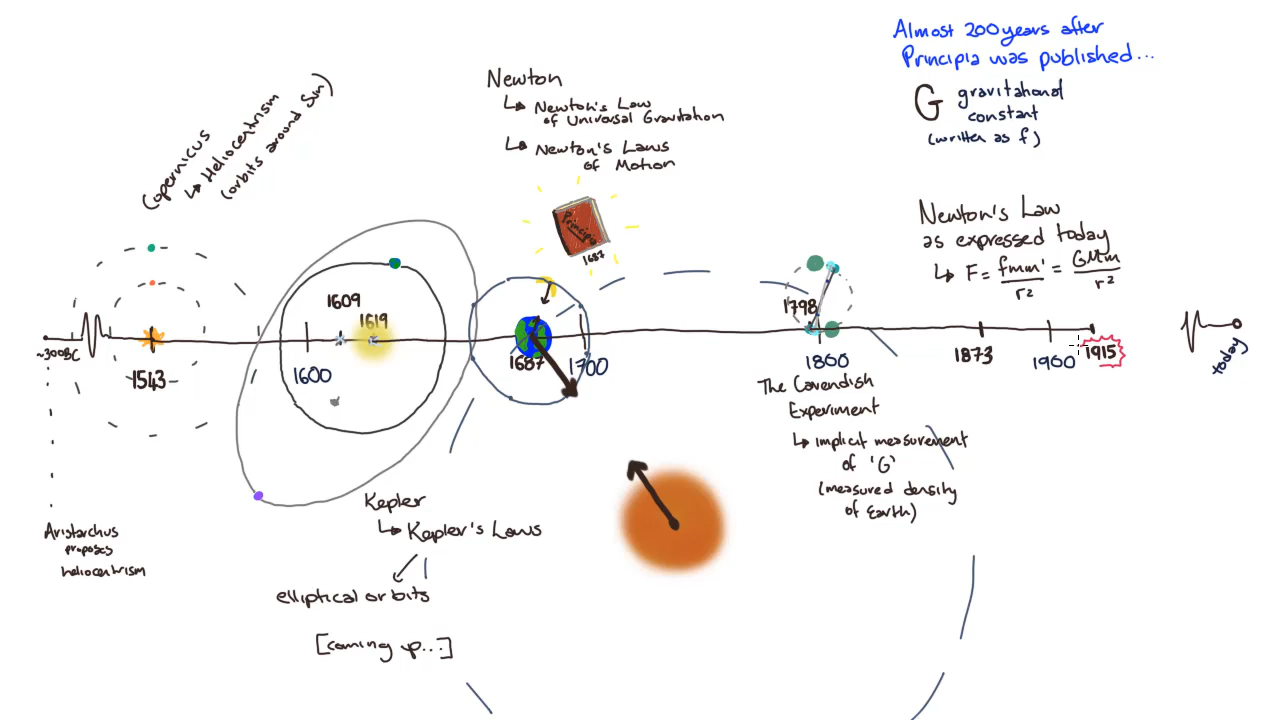 Almost 200 years after
Principia was published...
G gravitational
constant
(written as f)
Newton
↳ Newton's Law
of Universal Gravitation
↳ Newton's Laws
of Motion
Copernicus
↳ Heliocentrism
(orbits around Sun)
Principia
1687
Newton's Law
as expressed today
↳ F = fmm'/r² = GMm/r²
~300BC
1543
1600
1609
1619
1687
1700
1798
1800
1873
1900
1915
today
The Cavendish
Experiment
↳ implicit measurement
of 'G'
(measured density
of Earth)
Aristarchus
proposes
heliocentrism
Kepler
↳ Kepler's Laws
elliptical orbits
[coming up...]